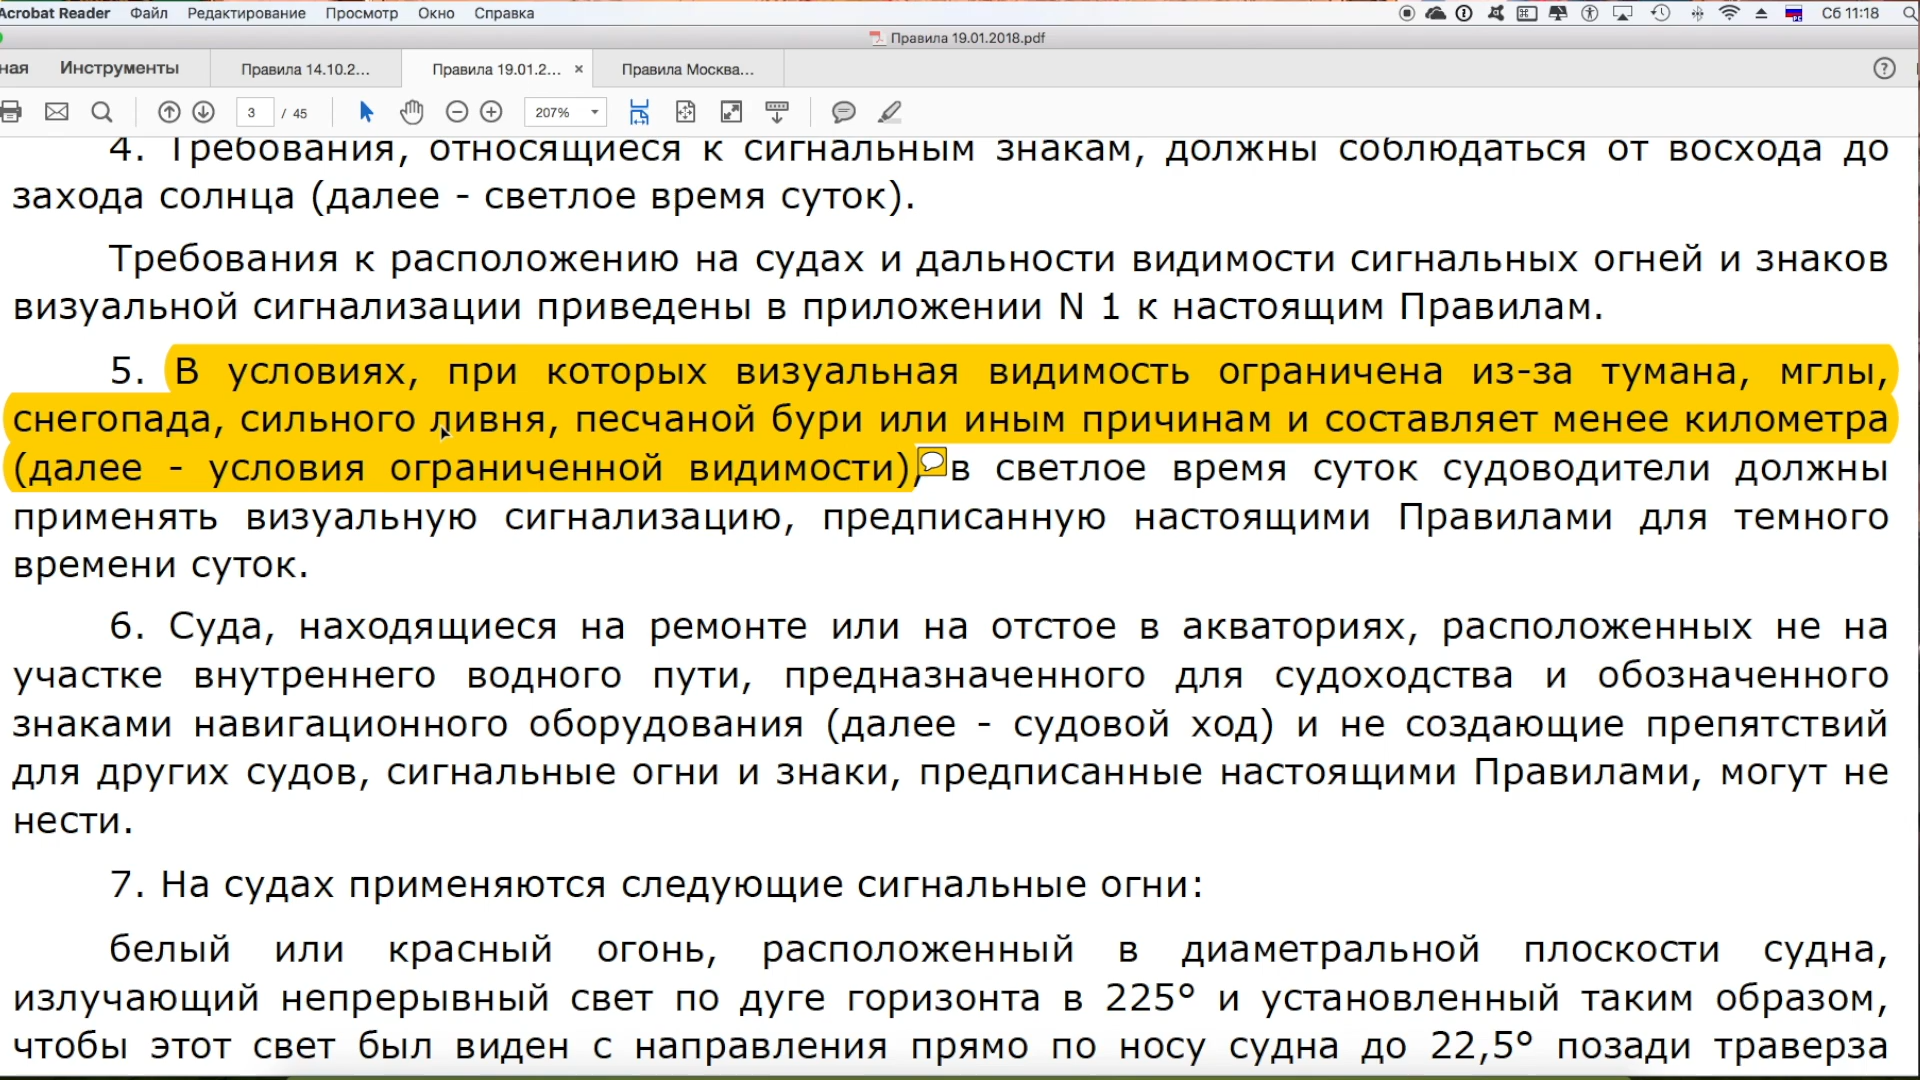 Acrobat Reader Файл Редактирование Просмотр Окно Справка Сб 11:18
Правила 19.01.2018.pdf
ная Инструменты Правила 14.10.2... Правила 19.01.2... × Правила Москва...
3 / 45 207%
4. Требования, относящиеся к сигнальным знакам, должны соблюдаться от восхода до
захода солнца (далее - светлое время суток).
Требования к расположению на судах и дальности видимости сигнальных огней и знаков
визуальной сигнализации приведены в приложении N 1 к настоящим Правилам.
5. В условиях, при которых визуальная видимость ограничена из-за тумана, мглы,
снегопада, сильного ливня, песчаной бури или иным причинам и составляет менее километра
(далее - условия ограниченной видимости), в светлое время суток судоводители должны
применять визуальную сигнализацию, предписанную настоящими Правилами для темного
времени суток.
6. Суда, находящиеся на ремонте или на отстое в акваториях, расположенных не на
участке внутреннего водного пути, предназначенного для судоходства и обозначенного
знаками навигационного оборудования (далее - судовой ход) и не создающие препятствий
для других судов, сигнальные огни и знаки, предписанные настоящими Правилами, могут не
нести.
7. На судах применяются следующие сигнальные огни:
белый или красный огонь, расположенный в диаметральной плоскости судна,
излучающий непрерывный свет по дуге горизонта в 225° и установленный таким образом,
чтобы этот свет был виден с направления прямо по носу судна до 22,5° позади траверза